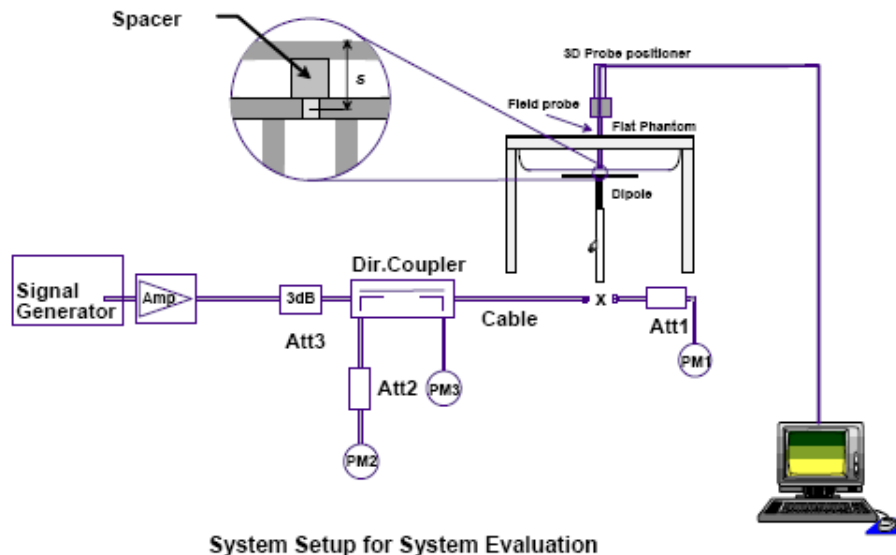 Spacer
s
3D Probe positioner
Field probe
Flat Phantom
Dipole
Signal
Generator
Amp
3dB
Att3
Dir.Coupler
Cable
X
Att1
PM1
Att2
PM3
PM2
System Setup for System Evaluation